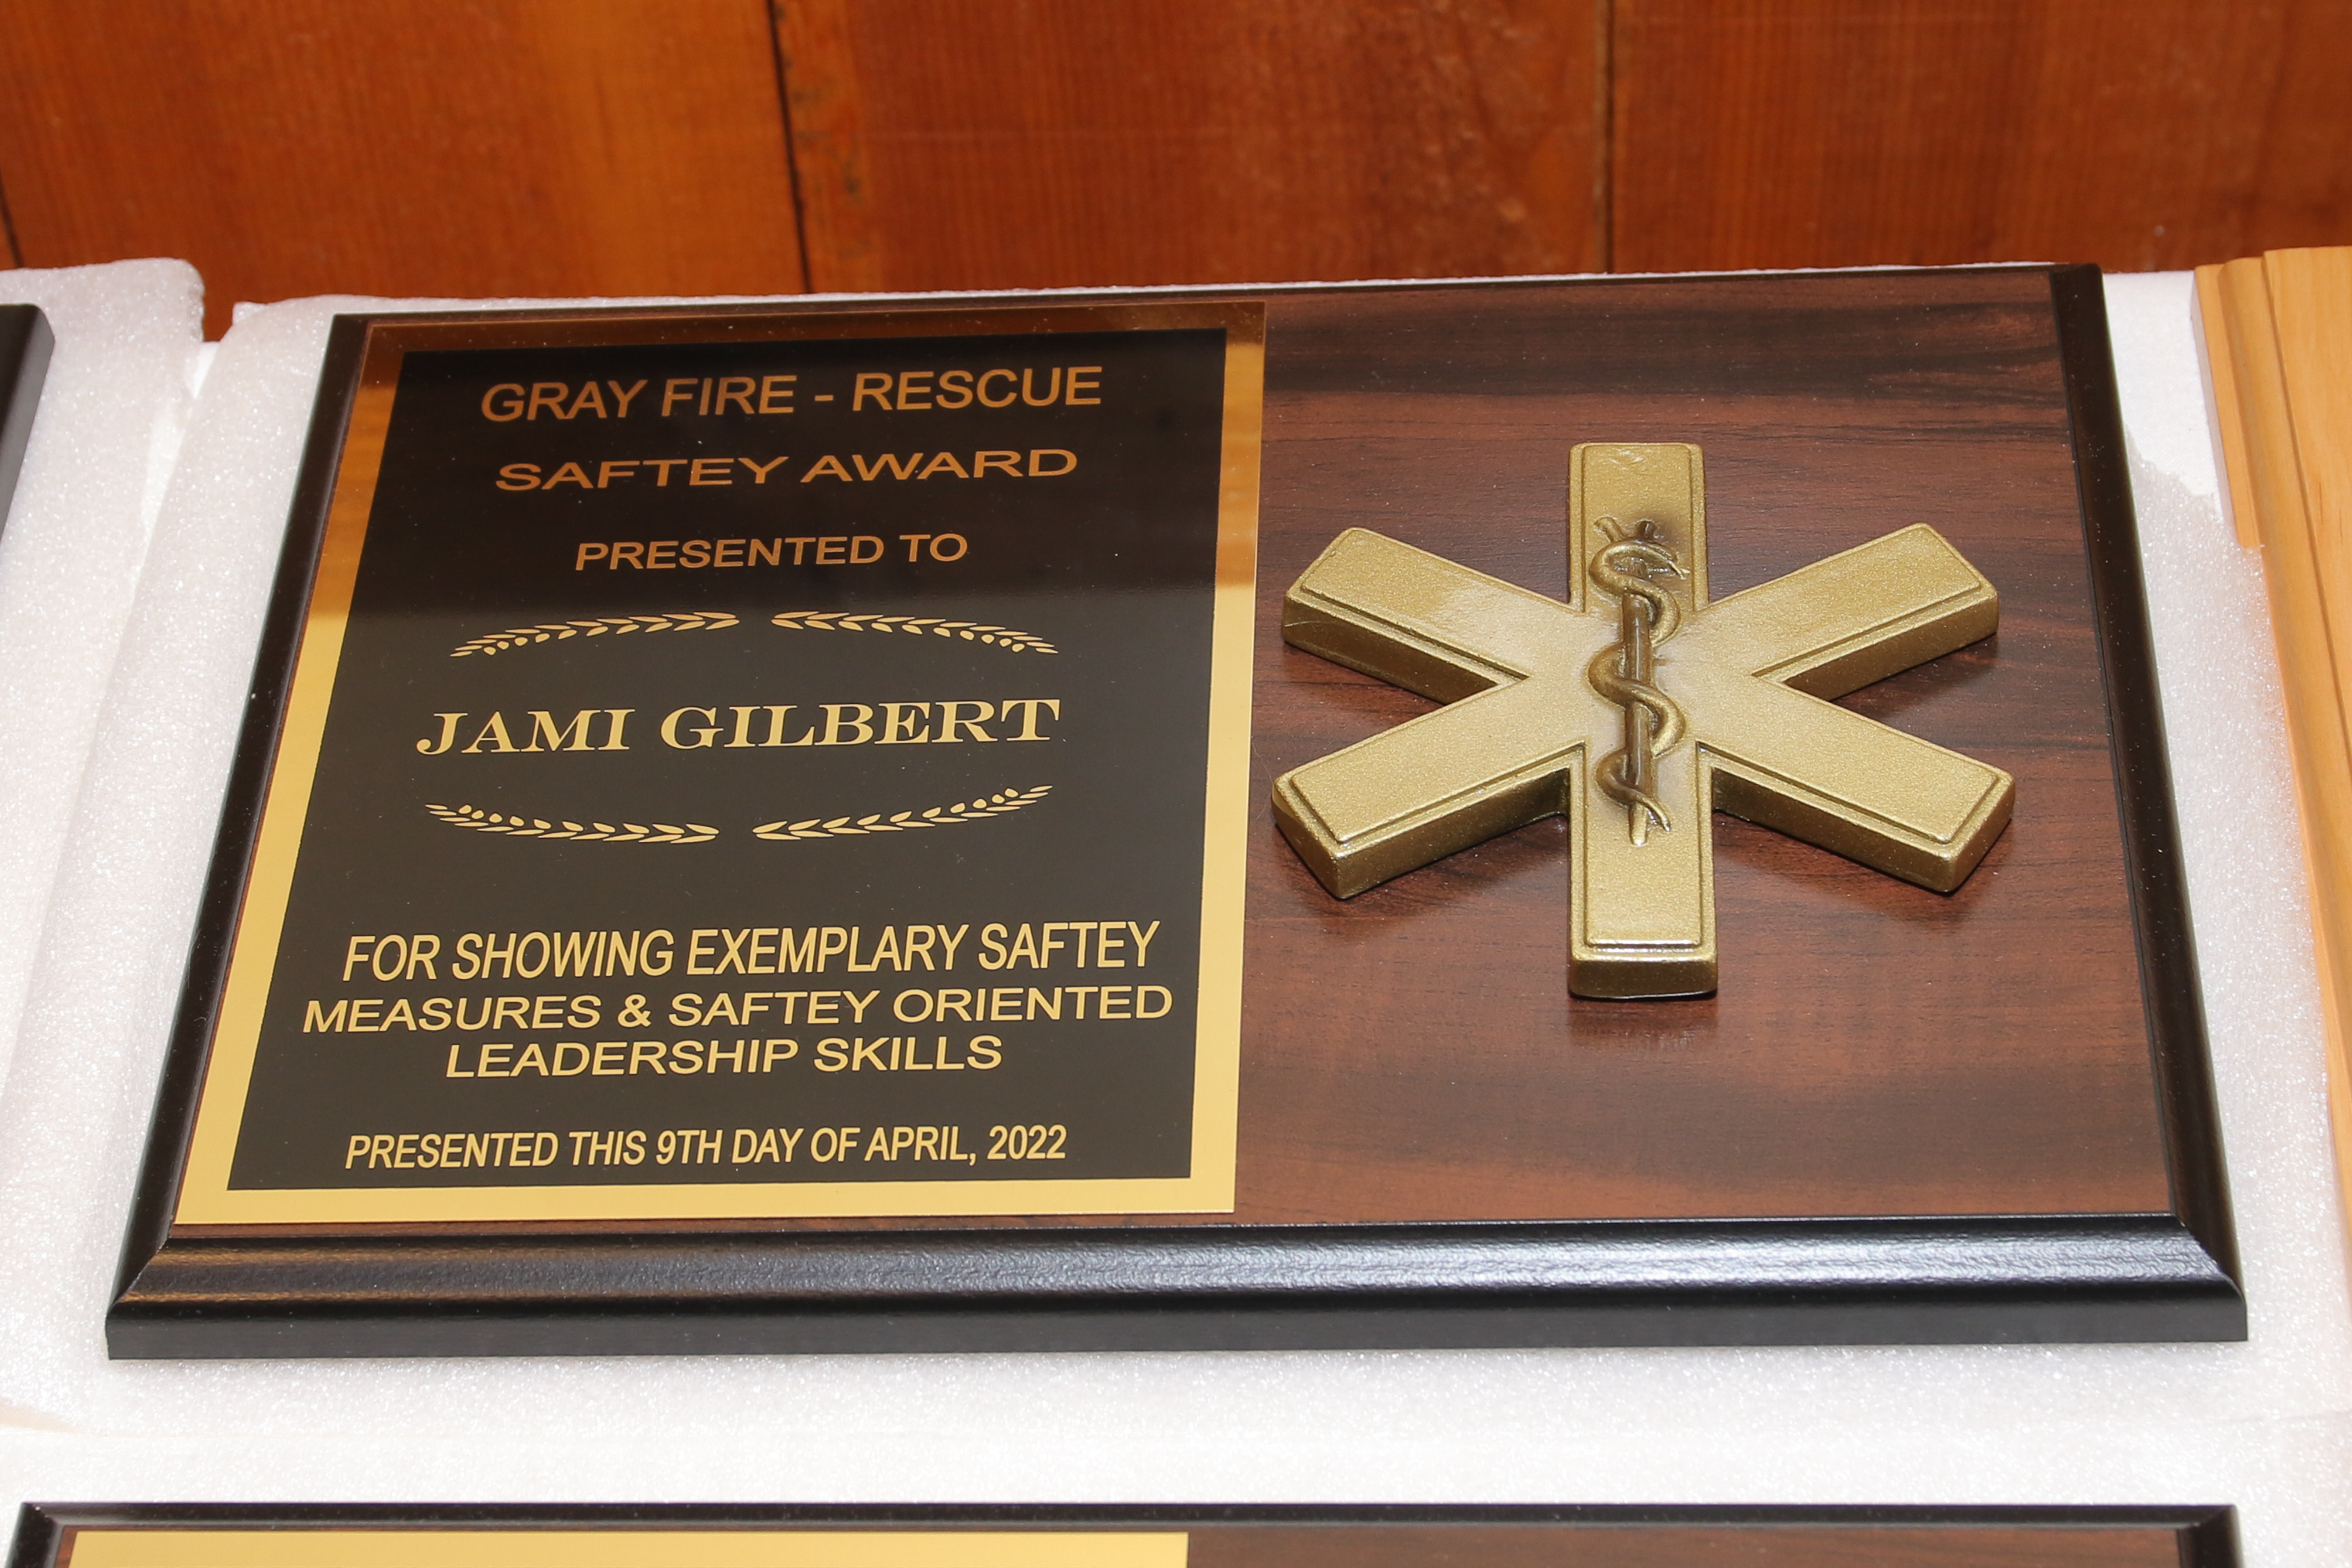 GRAY FIRE - RESCUE
SAFTEY AWARD
PRESENTED TO
JAMI GILBERT
FOR SHOWING EXEMPLARY SAFTEY
MEASURES & SAFTEY ORIENTED
LEADERSHIP SKILLS
PRESENTED THIS 9TH DAY OF APRIL, 2022